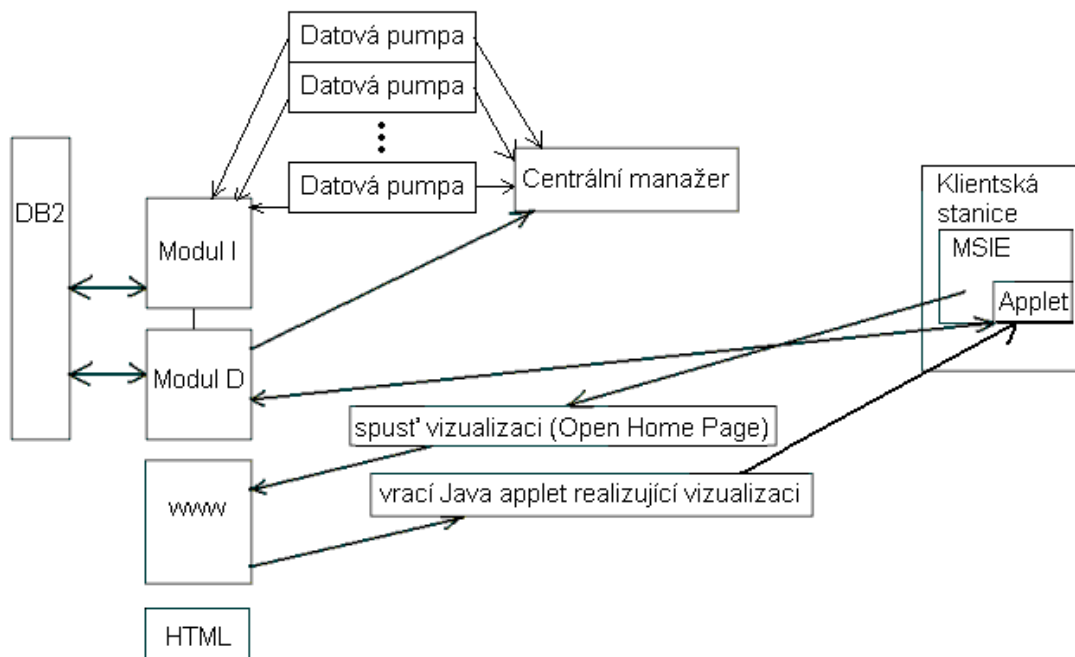 Datová pumpa
Datová pumpa
Datová pumpa
Centrální manažer
DB2
Modul I
Klientská
stanice
MSIE
Applet
Modul D
spusť vizualizaci (Open Home Page)
www
vrací Java applet realizující vizualizaci
HTML